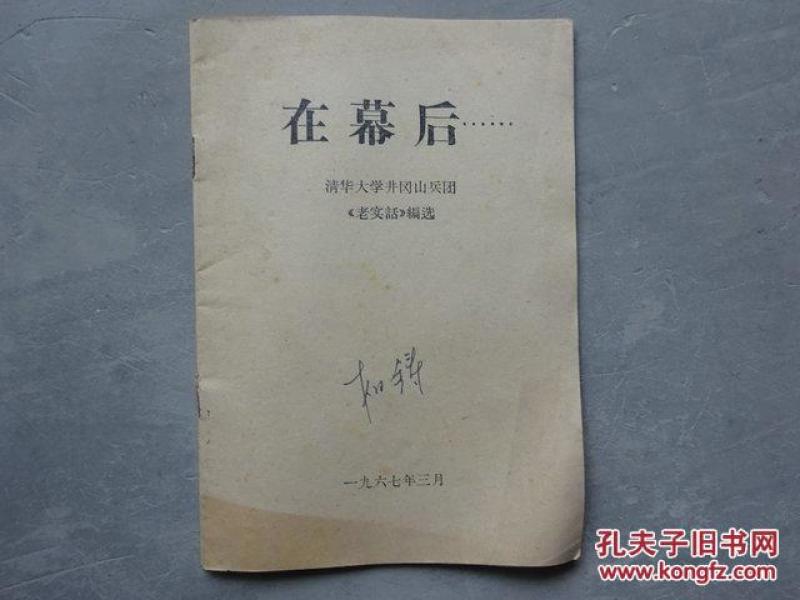 在幕后……
清华大学井冈山兵团
《老实話》編选
一九六七年三月
孔夫子旧书网
www.kongfz.com